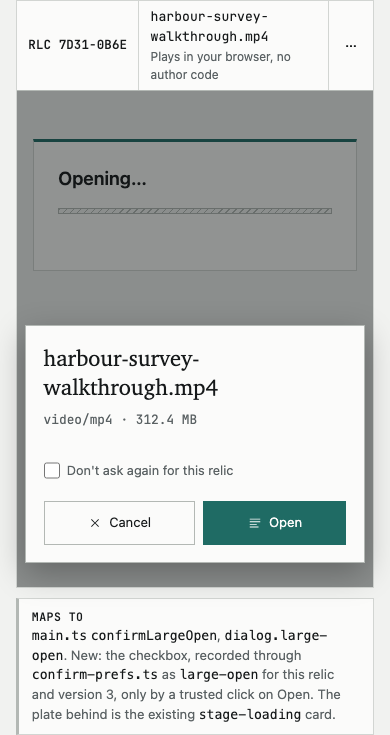 RLC 7D31-0B6E
harbour-survey-
walkthrough.mp4
Plays in your browser, no
author code
...
Opening...
harbour-survey-
walkthrough.mp4
video/mp4 · 312.4 MB
Don't ask again for this relic
Cancel
Open
MAPS TO
main.ts confirmLargeOpen, dialog.large-
open. New: the checkbox, recorded through
confirm-prefs.ts as large-open for this relic
and version 3, only by a trusted click on Open. The
plate behind is the existing stage-loading card.